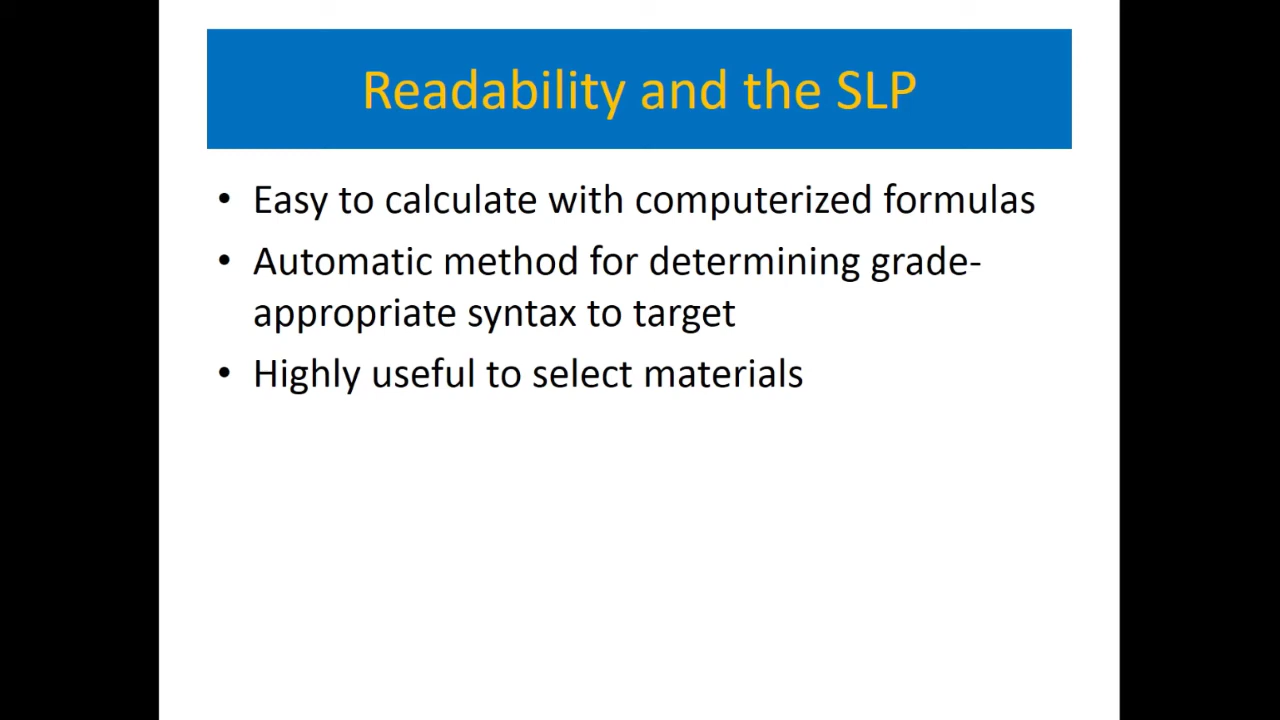 Readability and the SLP
• Easy to calculate with computerized formulas
• Automatic method for determining grade-
appropriate syntax to target
• Highly useful to select materials